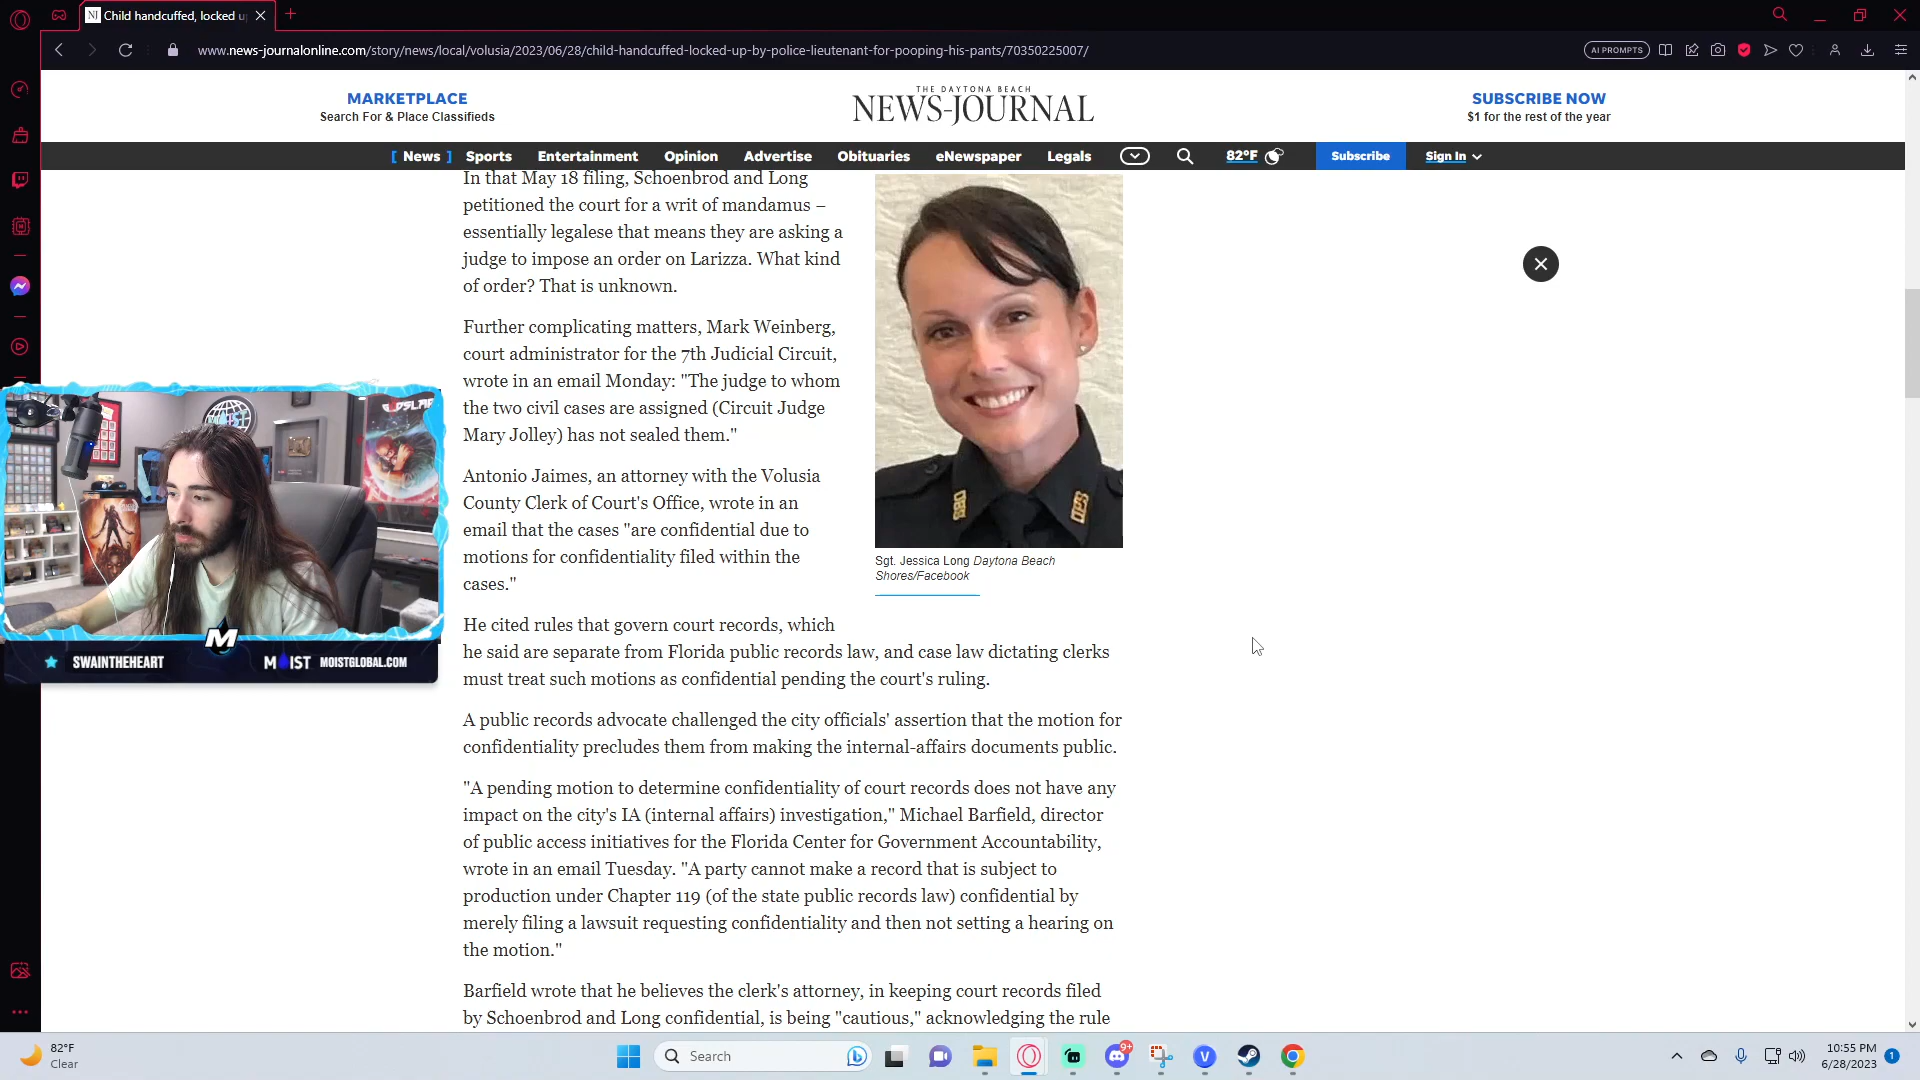 Child handcuffed, locked u
www.news-journalonline.com/story/news/local/volusia/2023/06/28/child-handcuffed-locked-up-by-police-lieutenant-for-pooping-his-pants/70350225007/
AI PROMPTS
MARKETPLACE
Search For & Place Classifieds
THE DAYTONA BEACH
NEWS-JOURNAL
SUBSCRIBE NOW
$1 for the rest of the year
[ News ] Sports Entertainment Opinion Advertise Obituaries eNewspaper Legals 82°F Subscribe Sign In
In that May 18 filing, Schoenbrod and Long
petitioned the court for a writ of mandamus –
essentially legalese that means they are asking a
judge to impose an order on Larizza. What kind
of order? That is unknown.
Further complicating matters, Mark Weinberg,
court administrator for the 7th Judicial Circuit,
wrote in an email Monday: "The judge to whom
the two civil cases are assigned (Circuit Judge
Mary Jolley) has not sealed them."
Antonio Jaimes, an attorney with the Volusia
County Clerk of Court's Office, wrote in an
email that the cases "are confidential due to
motions for confidentiality filed within the
cases."
DBS
DPS
Sgt. Jessica Long Daytona Beach
Shores/Facebook
He cited rules that govern court records, which
he said are separate from Florida public records law, and case law dictating clerks
must treat such motions as confidential pending the court's ruling.
A public records advocate challenged the city officials' assertion that the motion for
confidentiality precludes them from making the internal-affairs documents public.
"A pending motion to determine confidentiality of court records does not have any
impact on the city's IA (internal affairs) investigation," Michael Barfield, director
of public access initiatives for the Florida Center for Government Accountability,
wrote in an email Tuesday. "A party cannot make a record that is subject to
production under Chapter 119 (of the state public records law) confidential by
merely filing a lawsuit requesting confidentiality and then not setting a hearing on
the motion."
Barfield wrote that he believes the clerk's attorney, in keeping court records filed
by Schoenbrod and Long confidential, is being "cautious," acknowledging the rule
SWAINTHEHEART
M
MOIST MOISTGLOBAL.COM
82°F
Clear
Search
9+
10:55 PM
6/28/2023
1